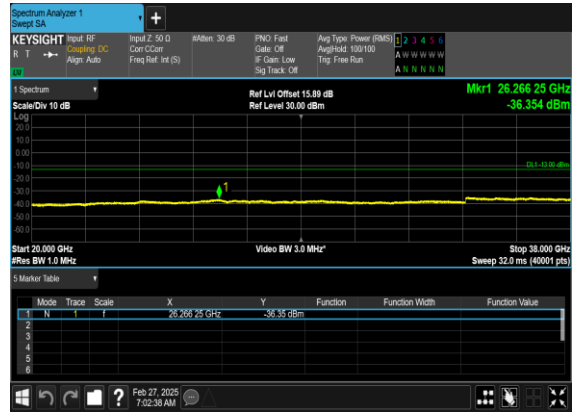 Spectrum Analyzer 1
Swept SA
KEYSIGHT
R T
Input: RF
Coupling: DC
Align: Auto
Input Z: 50 Ω
Corr CCorr
Freq Ref: Int (S)
#Atten: 30 dB
PNO: Fast
Gate: Off
IF Gain: Low
Sig Track: Off
Avg Type: Power (RMS)
Avg|Hold: 100/100
Trig: Free Run
1 2 3 4 5 6
A W W W W W
A N N N N N
1 Spectrum
Scale/Div 10 dB
Ref Lvl Offset 15.89 dB
Ref Level 30.00 dBm
Mkr1 26.266 25 GHz
-36.354 dBm
Log
20.0
10.0
0.00
-10.0
DL1 -13.00 dBm
-20.0
-30.0
1
-40.0
-50.0
-60.0
Start 20.000 GHz
#Res BW 1.0 MHz
Video BW 3.0 MHz*
Stop 38.000 GHz
Sweep 32.0 ms (40001 pts)
5 Marker Table
Mode Trace Scale X Y Function Function Width Function Value
1 N 1 f 26.266 25 GHz -36.35 dBm
2
3
4
5
6
?
Feb 27, 2025
7:02:38 AM